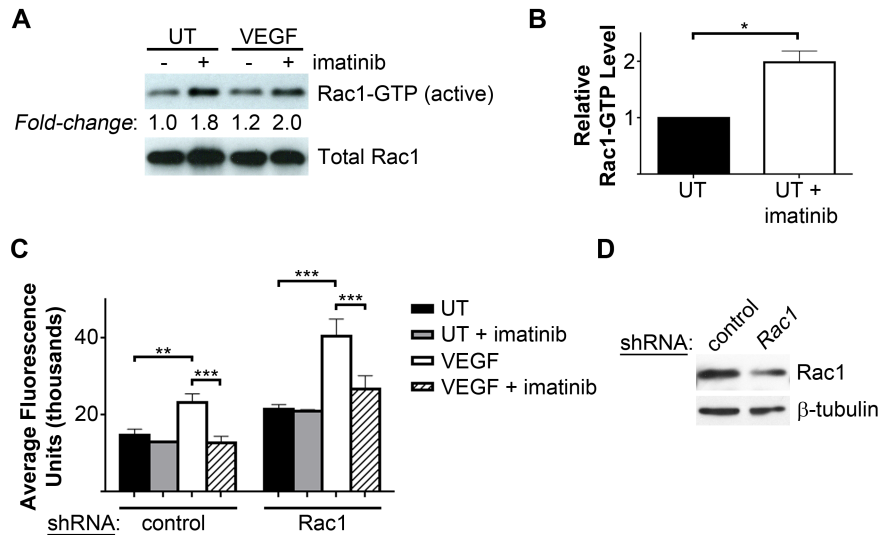 A
UT VEGF
- + - + imatinib
Rac1-GTP (active)
Fold-change: 1.0 1.8 1.2 2.0
Total Rac1
B
*
Relative
Rac1-GTP Level
2
1
UT
UT +
imatinib
C
Average Fluorescence
Units (thousands)
40
20
**
***
***
***
UT
UT + imatinib
VEGF
VEGF + imatinib
shRNA: control Rac1
D
shRNA: control Rac1
Rac1
β-tubulin